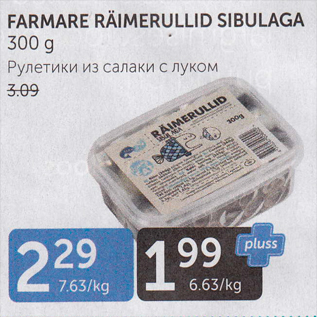 FARMARE RÄIMERULLID SIBULAGA
300 g
Рулетики из салаки с луком
3.09
RÄIMERULLID
300g
2 29
7.63/kg
1 99
pluss
6.63/kg